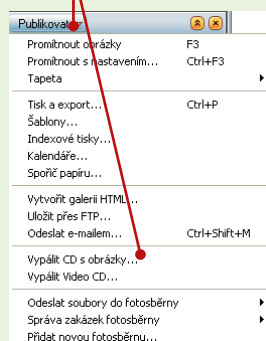 Publikovat
Promítnout obrázky F3
Promítnout s nastavením... Ctrl+F3
Tapeta
Tisk a export... Ctrl+P
Šablony...
Indexové tisky...
Kalendáře...
Spořič papíru...
Vytvořit galerii HTML...
Uložit přes FTP...
Odeslat e-mailem... Ctrl+Shift+M
Vypálit CD s obrázky...
Vypálit Video CD...
Odeslat soubory do fotosběrny
Správa zakázek fotosběrny
Přidat novou fotosběrnu...